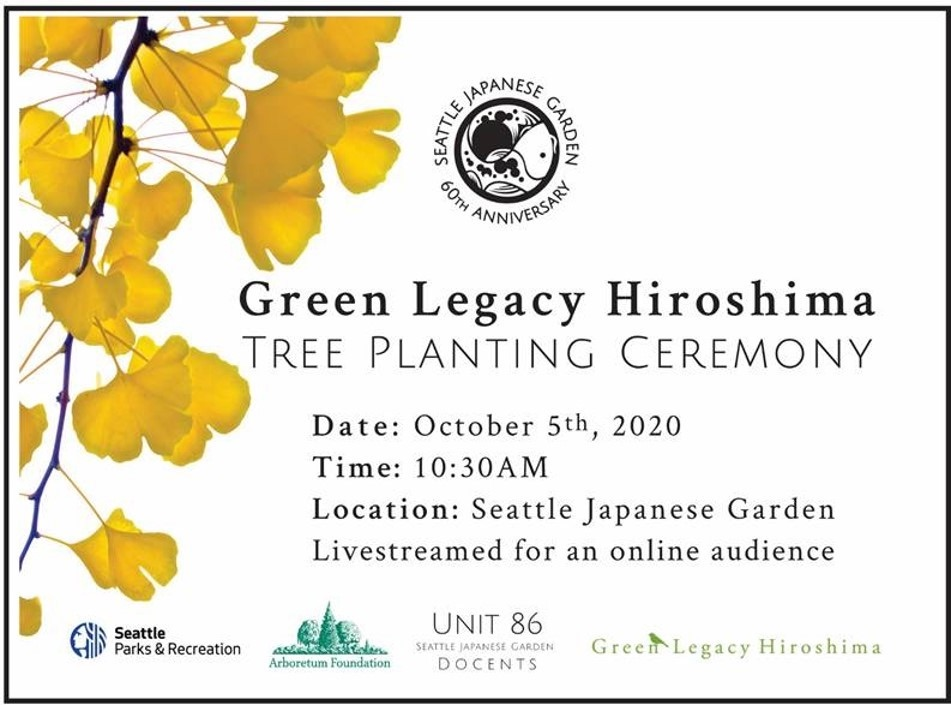 SEATTLE JAPANESE GARDEN
60TH ANNIVERSARY
Green Legacy Hiroshima
TREE PLANTING CEREMONY
Date: October 5th, 2020
Time: 10:30AM
Location: Seattle Japanese Garden
Livestreamed for an online audience
Seattle
Parks & Recreation
Arboretum Foundation
UNIT 86
SEATTLE JAPANESE GARDEN
DOCENTS
Green Legacy Hiroshima